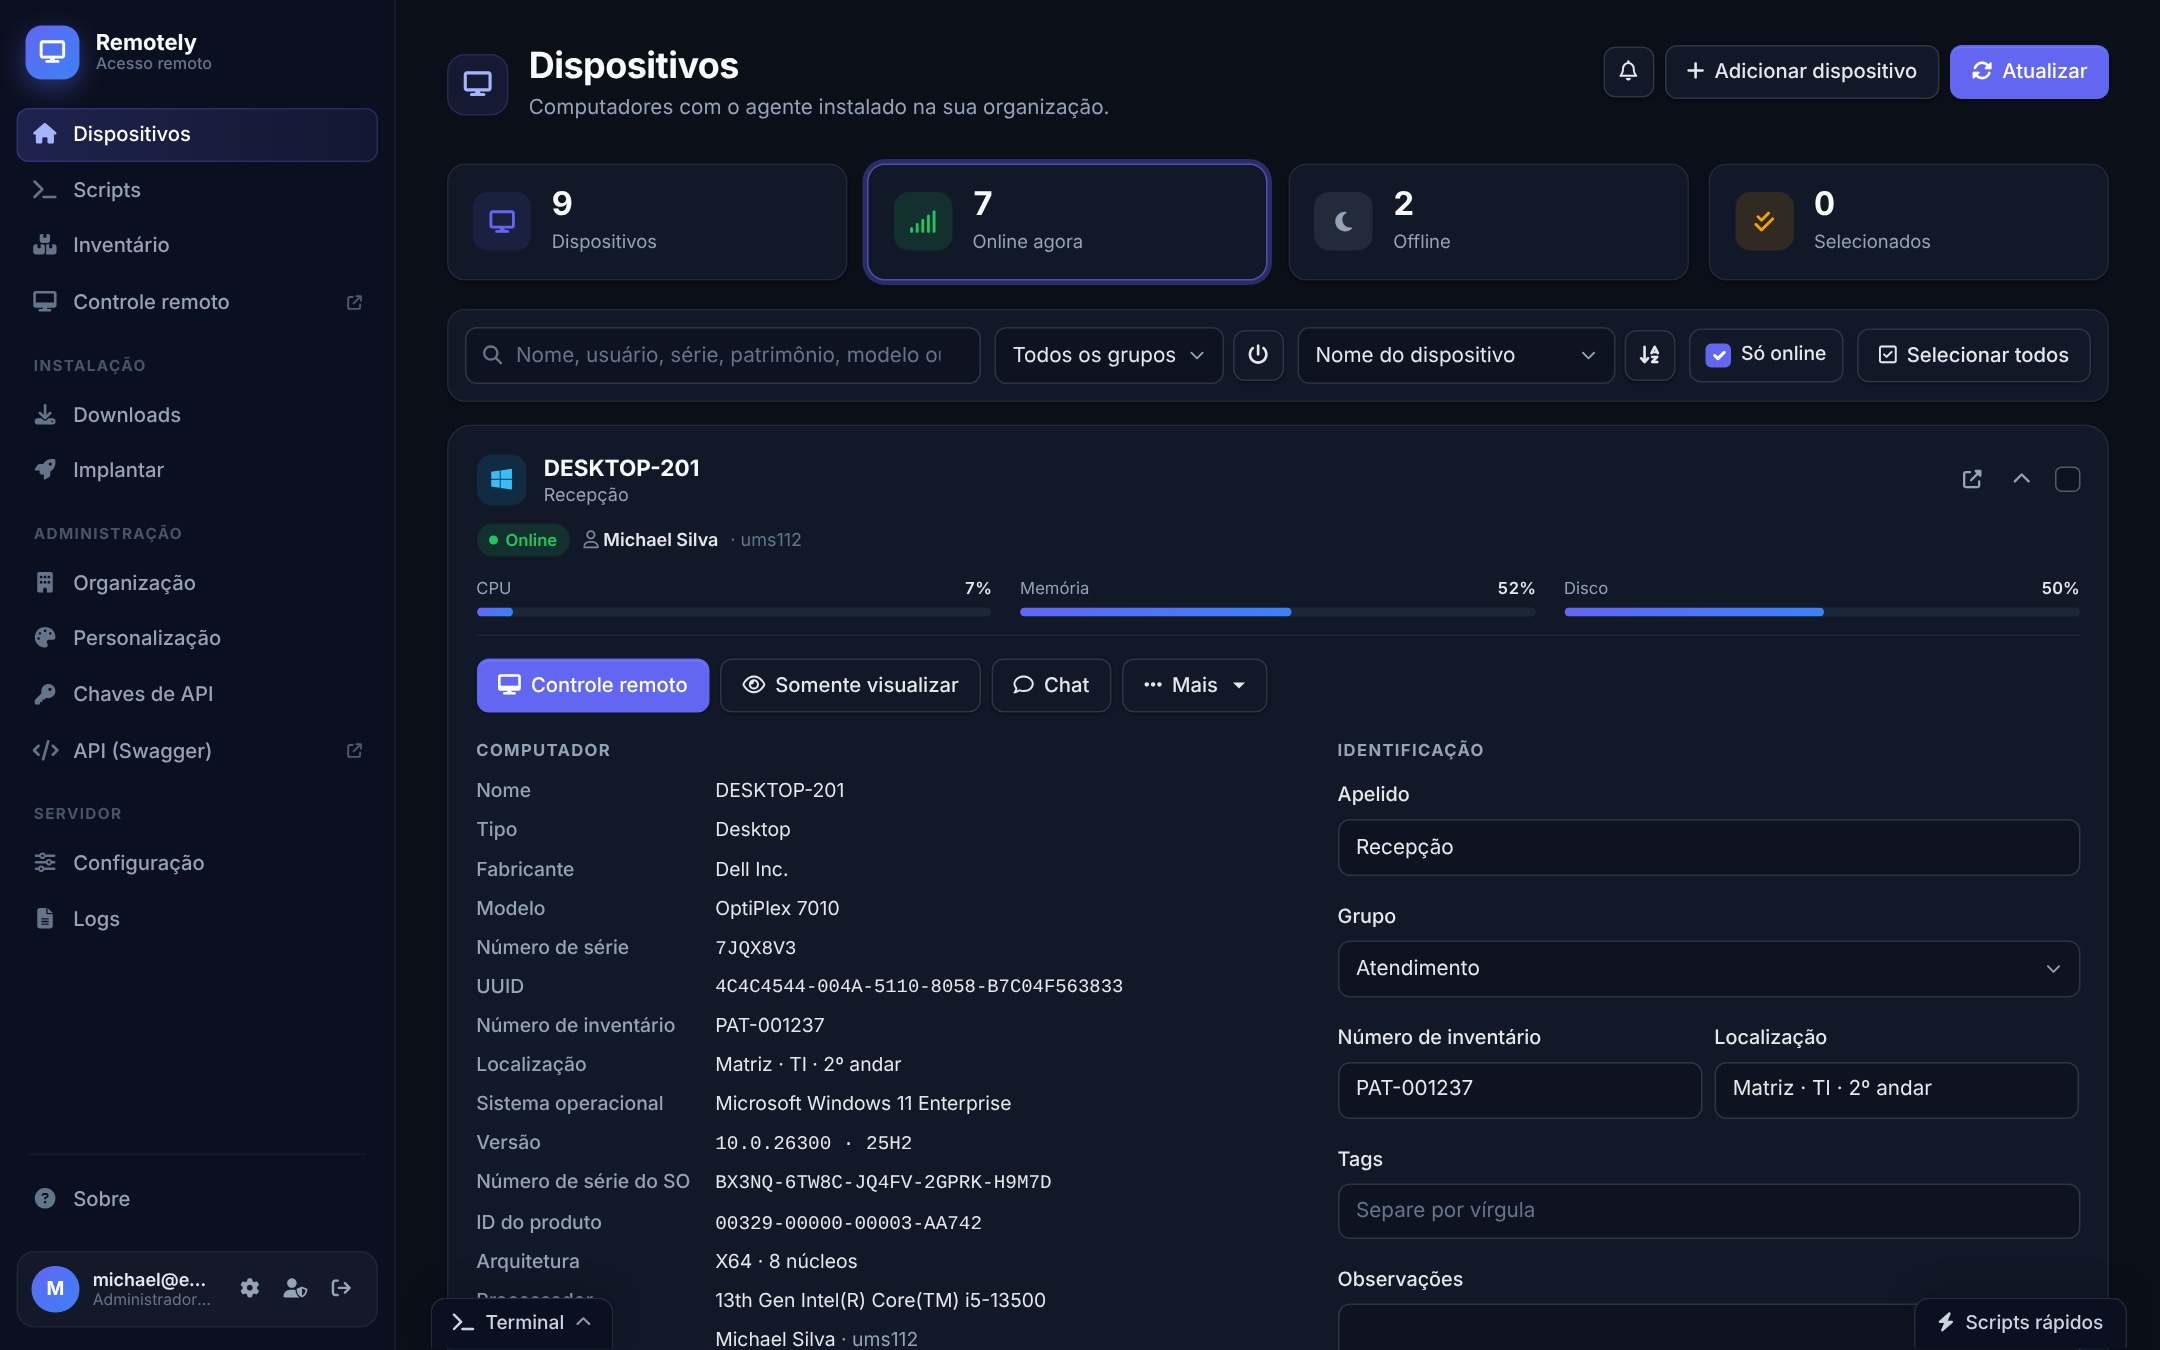 Remotely
Acesso remoto
Dispositivos
Scripts
Inventário
Controle remoto
INSTALAÇÃO
Downloads
Implantar
ADMINISTRAÇÃO
Organização
Personalização
Chaves de API
API (Swagger)
SERVIDOR
Configuração
Logs
Sobre
M
michael@e...
Administrador...
Dispositivos
Computadores com o agente instalado na sua organização.
Adicionar dispositivo
Atualizar
9
Dispositivos
7
Online agora
2
Offline
0
Selecionados
Nome, usuário, série, patrimônio, modelo ou
Todos os grupos
Nome do dispositivo
Só online
Selecionar todos
DESKTOP-201
Recepção
Online
Michael Silva · ums112
CPU 7%
Memória 52%
Disco 50%
Controle remoto
Somente visualizar
Chat
Mais
COMPUTADOR
Nome DESKTOP-201
Tipo Desktop
Fabricante Dell Inc.
Modelo OptiPlex 7010
Número de série 7JQX8V3
UUID 4C4C4544-004A-5110-8058-B7C04F563833
Número de inventário PAT-001237
Localização Matriz · TI · 2º andar
Sistema operacional Microsoft Windows 11 Enterprise
Versão 10.0.26300 · 25H2
Número de série do SO BX3NQ-6TW8C-JQ4FV-2GPRK-H9M7D
ID do produto 00329-00000-00003-AA742
Arquitetura X64 · 8 núcleos
13th Gen Intel(R) Core(TM) i5-13500
Michael Silva · ums112
IDENTIFICAÇÃO
Apelido
Recepção
Grupo
Atendimento
Número de inventário
PAT-001237
Localização
Matriz · TI · 2º andar
Tags
Separe por vírgula
Observações
Terminal
Scripts rápidos